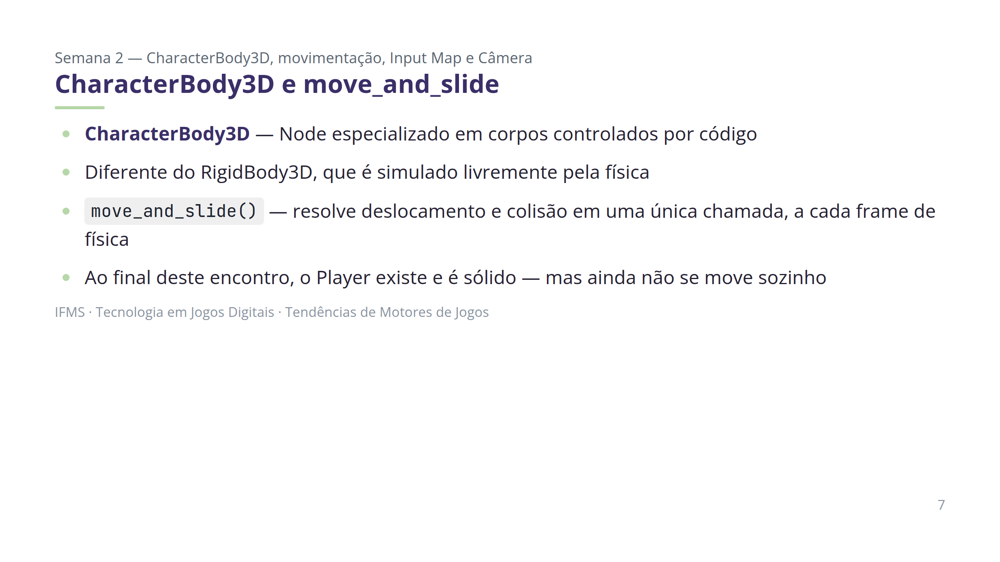 Semana 2 — CharacterBody3D, movimentação, Input Map e Câmera
CharacterBody3D e move_and_slide
CharacterBody3D — Node especializado em corpos controlados por código
Diferente do RigidBody3D, que é simulado livremente pela física
move_and_slide() — resolve deslocamento e colisão em uma única chamada, a cada frame de
física
Ao final deste encontro, o Player existe e é sólido — mas ainda não se move sozinho
IFMS · Tecnologia em Jogos Digitais · Tendências de Motores de Jogos
7